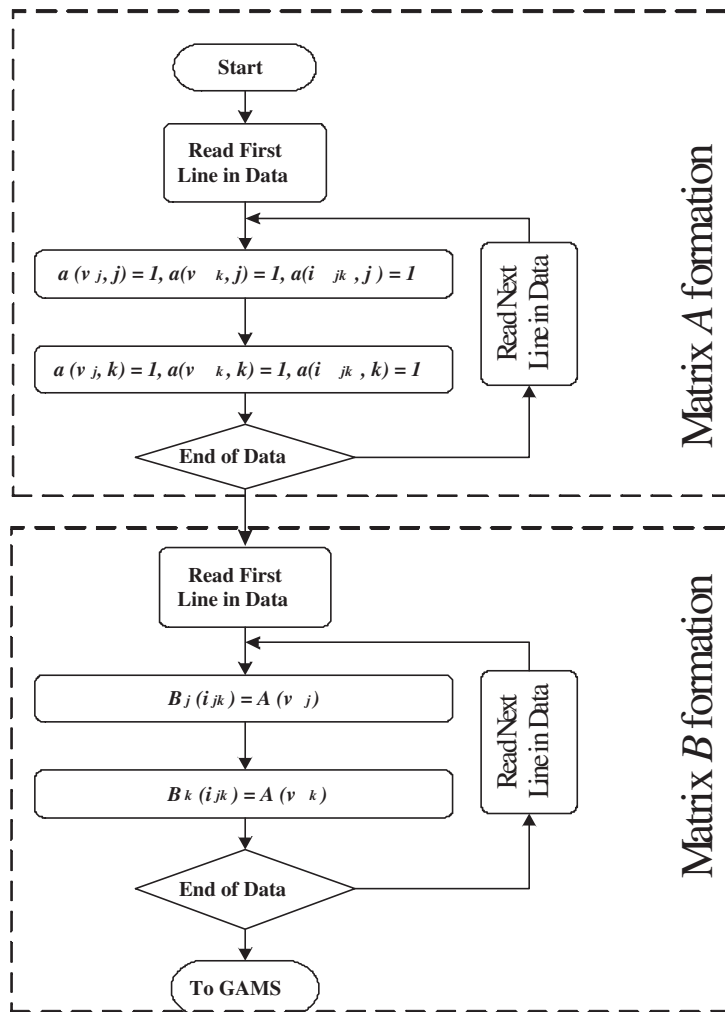 Start
Read First
Line in Data
a (v j, j) = 1, a(v k, j) = 1, a(i jk , j ) = 1
Read Next
Line in Data
a (v j, k) = 1, a(v k, k) = 1, a(i jk , k) = 1
End of Data
Matrix A formation
Read First
Line in Data
B j (i jk) = A (v j)
Read Next
Line in Data
B k (i jk) = A (v k)
End of Data
To GAMS
Matrix B formation